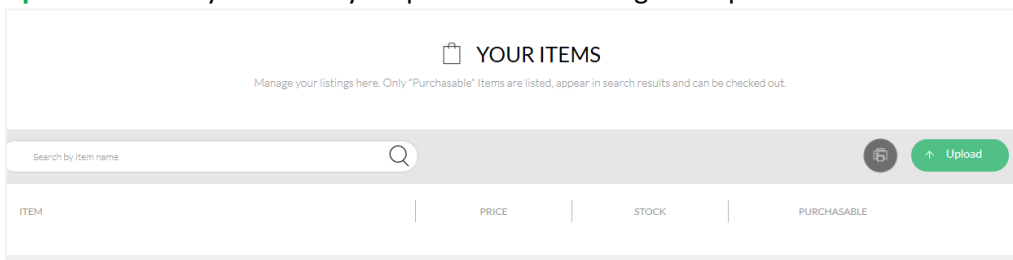 YOUR ITEMS
Manage your listings here. Only "Purchasable" Items are listed, appear in search results and can be checked out.
Search by item name
Upload
ITEM PRICE STOCK PURCHASABLE